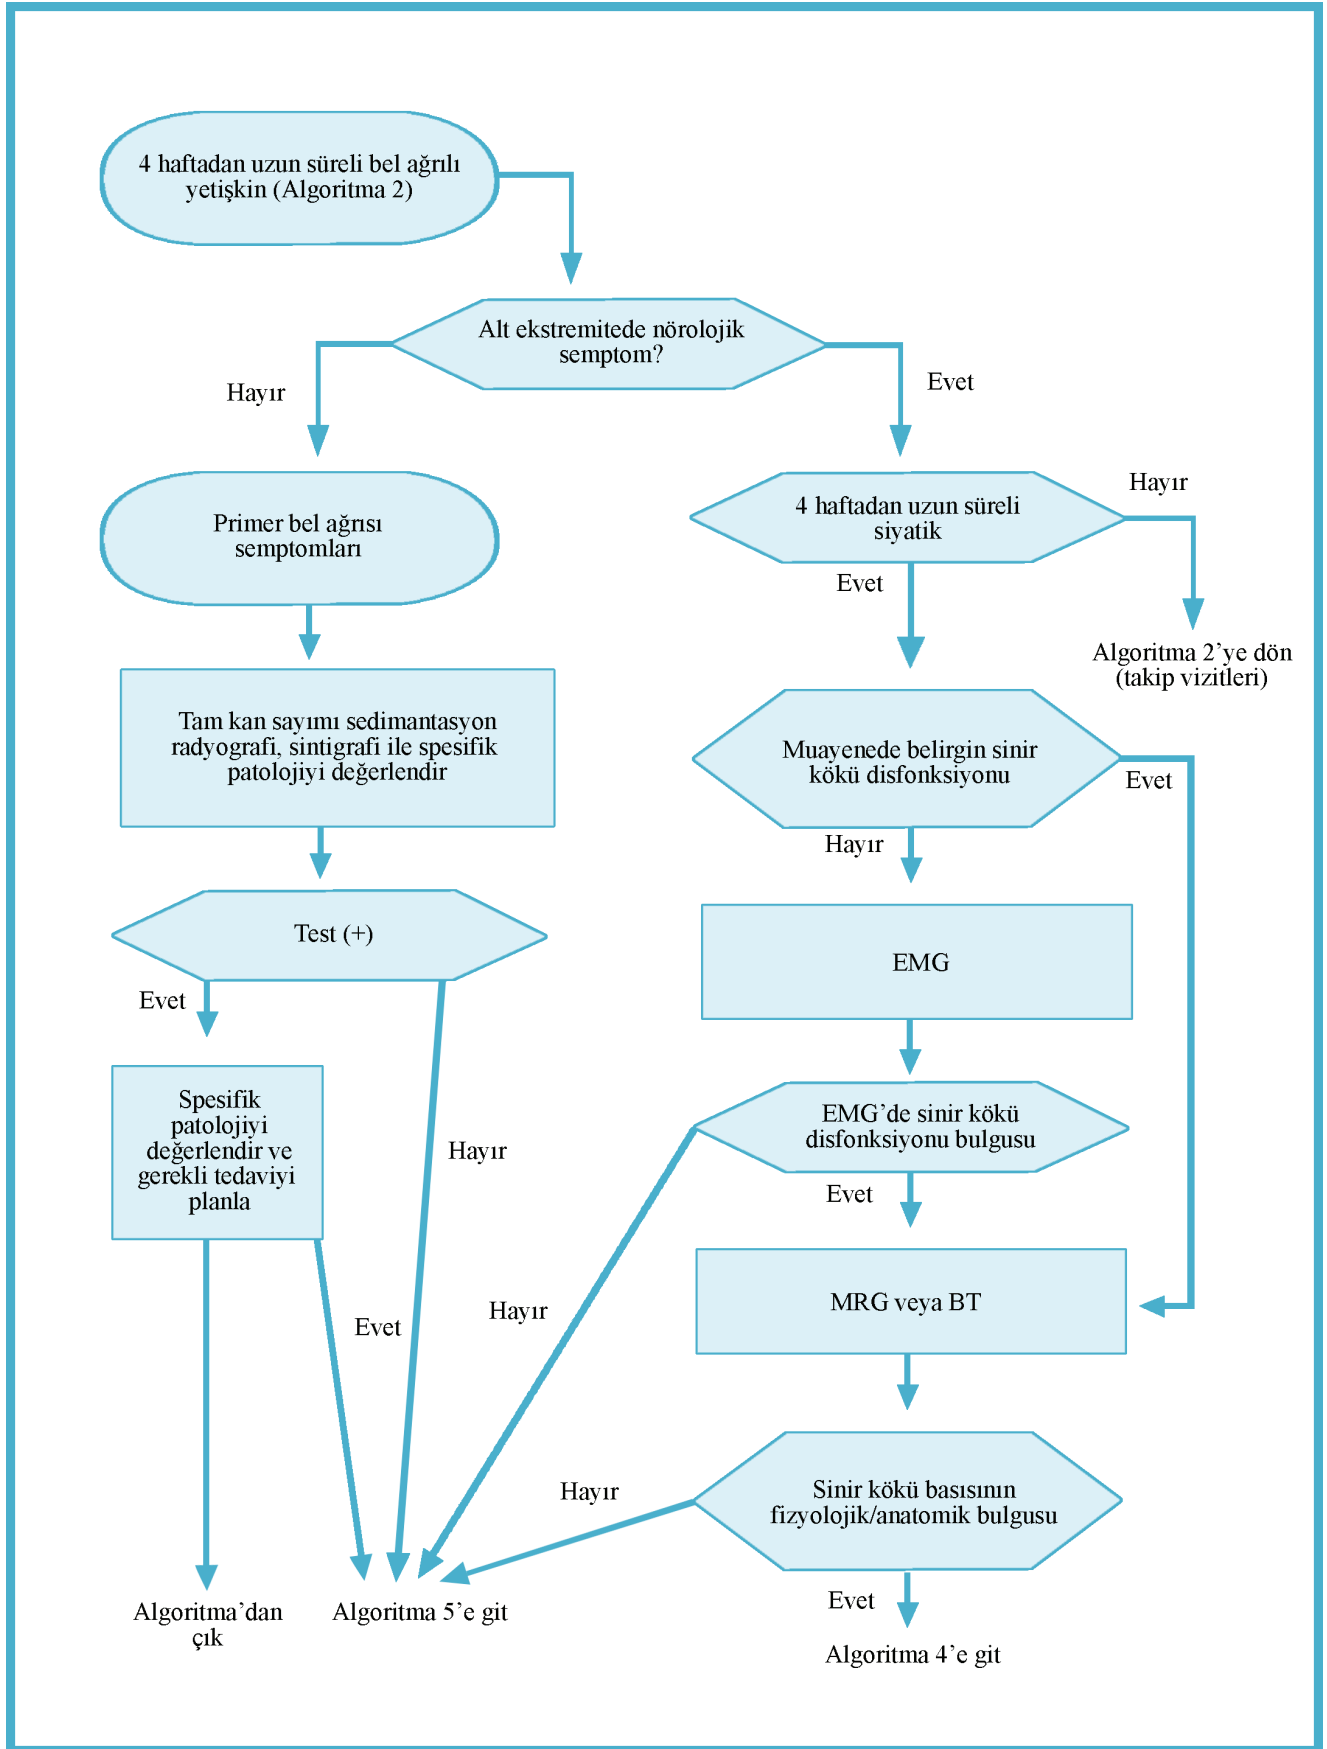 4 haftadan uzun süreli bel ağrılı
yetişkin (Algoritma 2)
Alt ekstremitede nörolojik
semptom?
Hayır
Evet
Primer bel ağrısı
semptomları
4 haftadan uzun süreli
siyatik
Hayır
Evet
Algoritma 2’ye dön
(takip vizitleri)
Tam kan sayımı sedimantasyon
radyografi, sintigrafi ile spesifik
patolojiyi değerlendir
Muayenede belirgin sinir
kökü disfonksiyonu
Evet
Hayır
Test (+)
EMG
Evet
Hayır
Spesifik
patolojiyi
değerlendir ve
gerekli tedaviyi
planla
EMG’de sinir kökü
disfonksiyonu bulgusu
Evet
Hayır
MRG veya BT
Evet
Sinir kökü basısının
fizyolojik/anatomik bulgusu
Hayır
Evet
Algoritma’dan
çık
Algoritma 5’e git
Algoritma 4’e git